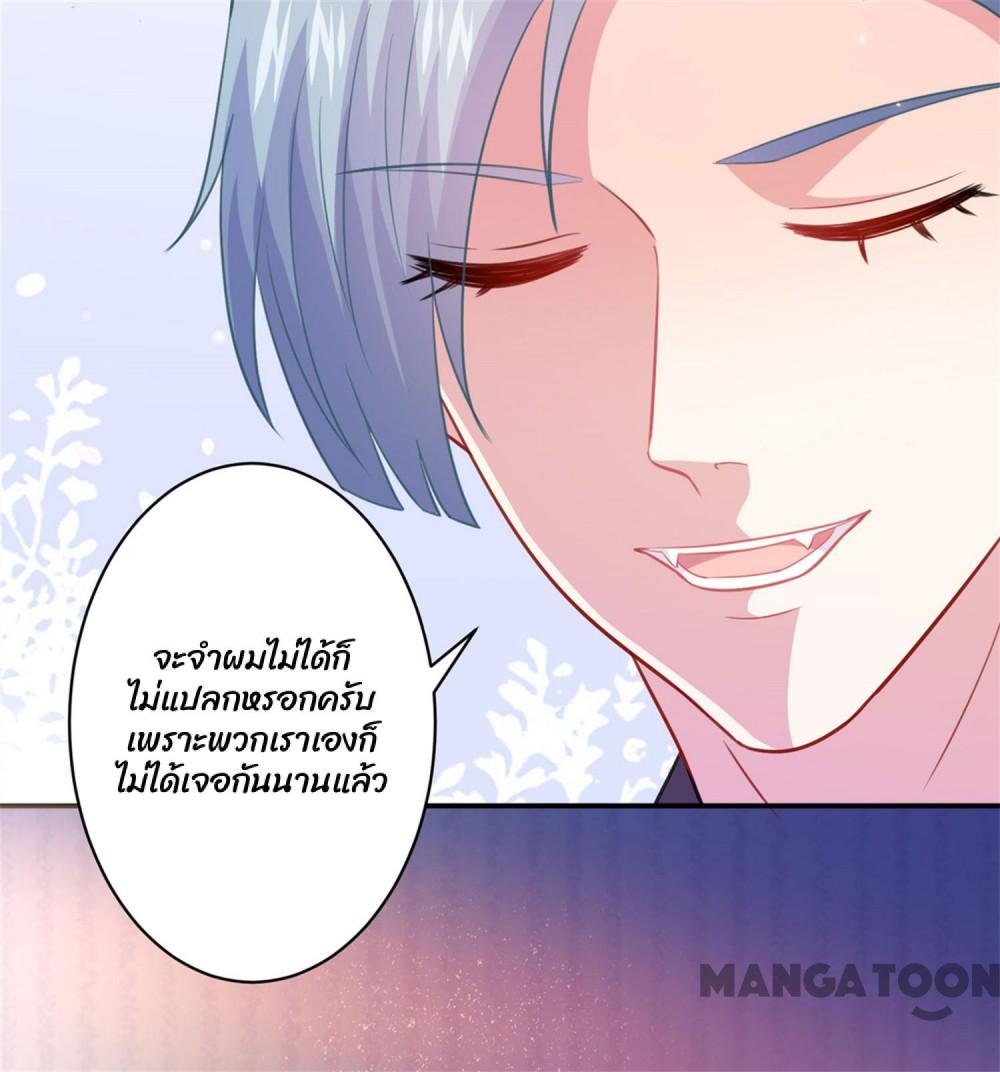 จะจำผมไม่ได้ก็
ไม่แปลกหรอกครับ
เพราะพวกเราเองก็
ไม่ได้เจอกันนานแล้ว
MANGATOON